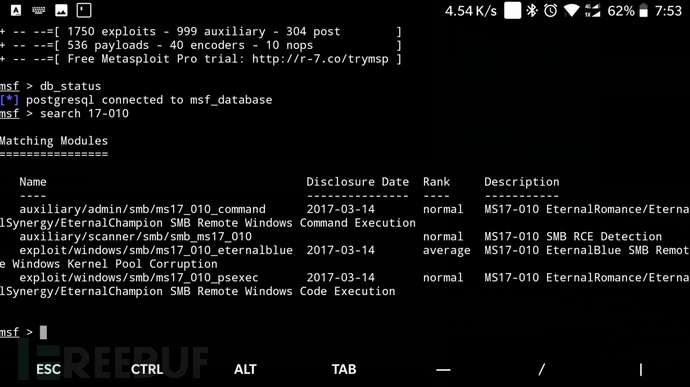 4.54 K/s 62% 7:53
+ -- --=[ 1750 exploits - 999 auxiliary - 304 post ]
+ -- --=[ 536 payloads - 40 encoders - 10 nops ]
+ -- --=[ Free Metasploit Pro trial: http://r-7.co/trymsp ]
msf > db_status
[*] postgresql connected to msf_database
msf > search 17-010
Matching Modules
================
Name Disclosure Date Rank Description
---- --------------- ---- -----------
auxiliary/admin/smb/ms17_010_command 2017-03-14 normal MS17-010 EternalRomance/Eterna
lSynergy/EternalChampion SMB Remote Windows Command Execution
auxiliary/scanner/smb/smb_ms17_010 normal MS17-010 SMB RCE Detection
exploit/windows/smb/ms17_010_eternalblue 2017-03-14 average MS17-010 EternalBlue SMB Remot
e Windows Kernel Pool Corruption
exploit/windows/smb/ms17_010_psexec 2017-03-14 normal MS17-010 EternalRomance/Eterna
lSynergy/EternalChampion SMB Remote Windows Code Execution
msf >
FREEBUF
ESC CTRL ALT TAB — / |